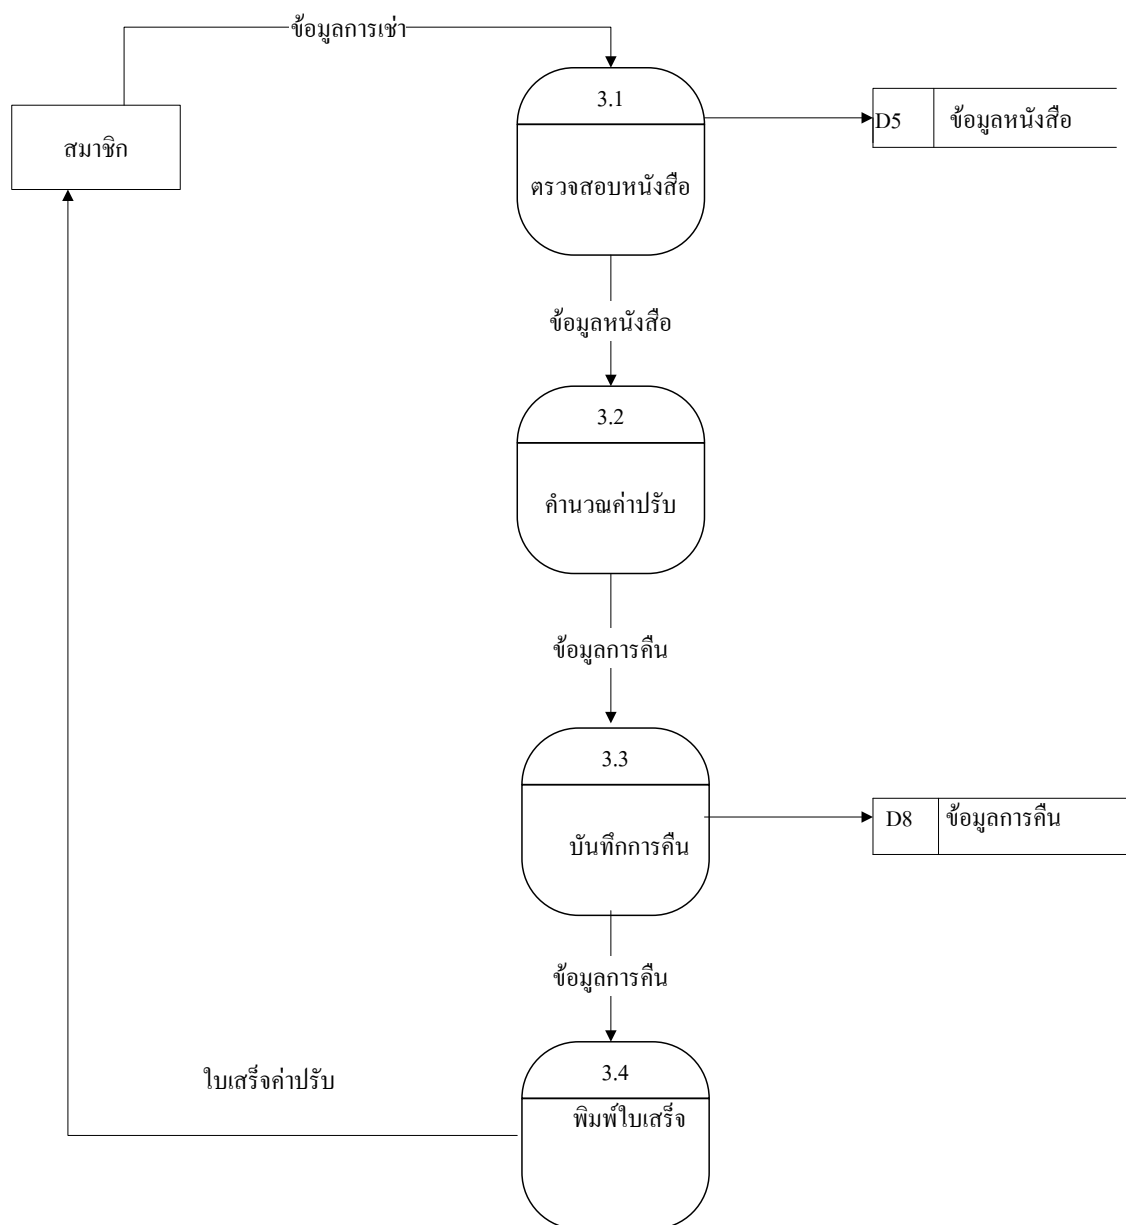 ข้อมูลการเช่า
3.1
D5
ข้อมูลหนังสือ
สมาชิก
ตรวจสอบหนังสือ
ข้อมูลหนังสือ
3.2
คำนวณค่าปรับ
ข้อมูลการคืน
3.3
D8
ข้อมูลการคืน
บันทึกการคืน
ข้อมูลการคืน
3.4
ใบเสร็จค่าปรับ
พิมพ์ใบเสร็จ